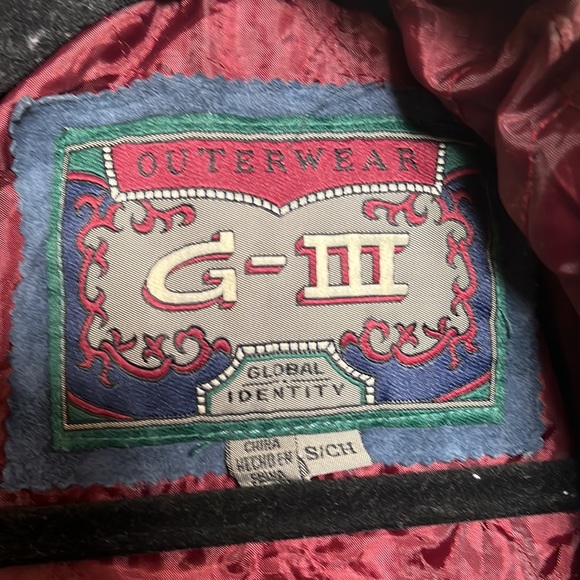 OUTERWEAR
G-III
GLOBAL
IDENTITY
CHINA
HECHO EN
S/CH